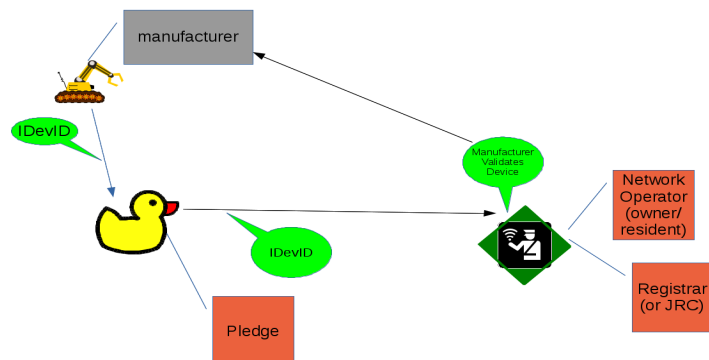 manufacturer
IDevID
Manufacturer
Validates
Device
Network
Operator
(owner/
resident)
IDevID
Registrar
(or JRC)
Pledge